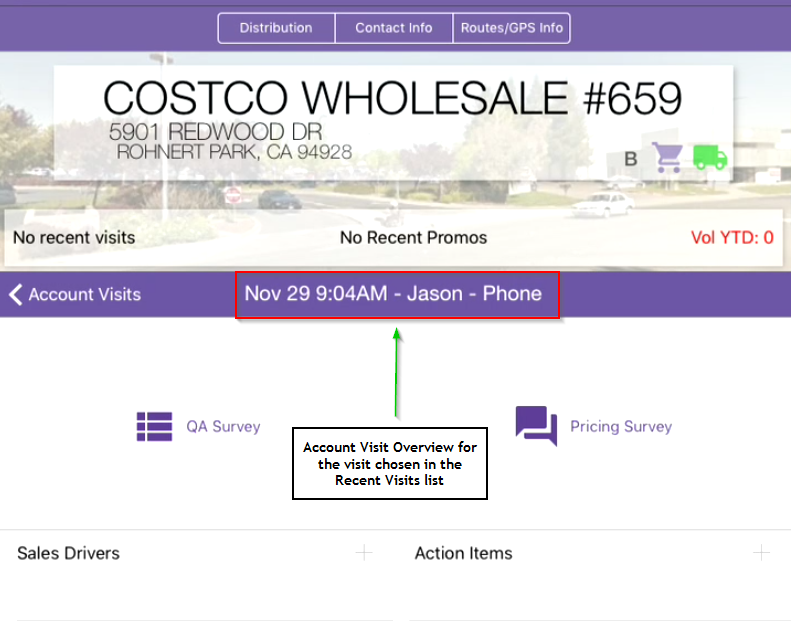 Distribution Contact Info Routes/GPS Info
COSTCO WHOLESALE #659
5901 REDWOOD DR
ROHNERT PARK, CA 94928
B
No recent visits No Recent Promos Vol YTD: 0
Account Visits Nov 29 9:04AM - Jason - Phone
QA Survey Pricing Survey
Account Visit Overview for
the visit chosen in the
Recent Visits list
Sales Drivers Action Items